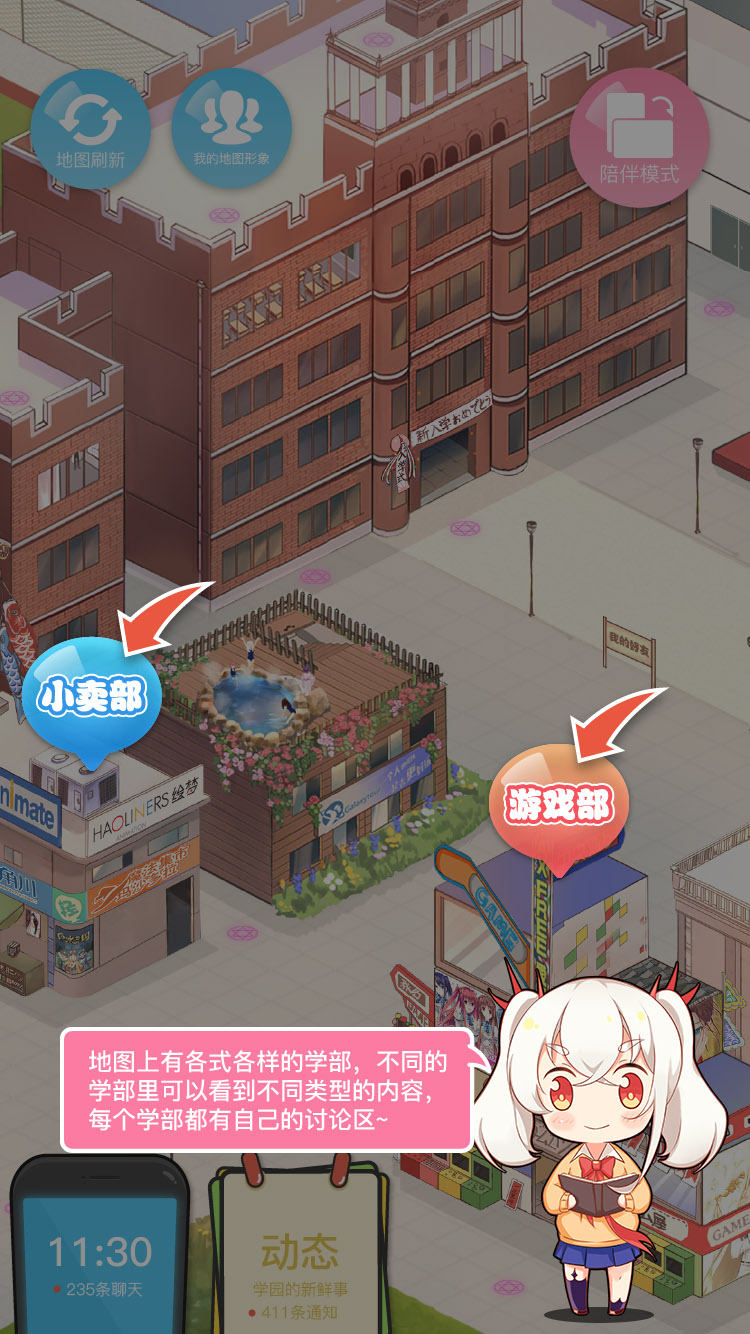 地图刷新
我的地图形象
陪伴模式
新入学おめでとう
小卖部
我的好友
游戏部
nimate
HAOLINERS 绘梦
ANIMATION
GAME
地图上有各式各样的学部，不同的
学部里可以看到不同类型的内容，
每个学部都有自己的讨论区~
11:30
235条聊天
动态
学园的新鲜事
411条通知
GAME